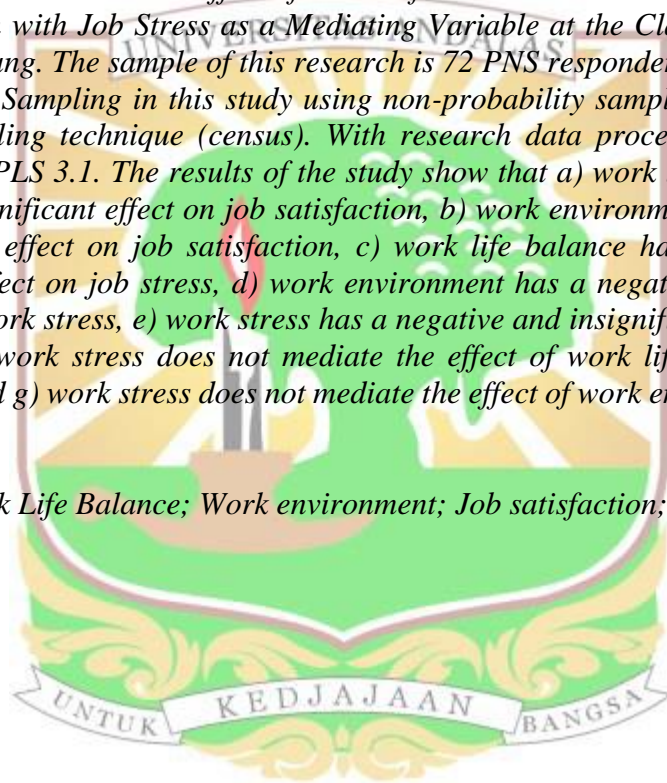 with Job Stress as a Mediating Variable at the Cla
ang. The sample of this research is 72 PNS responden
Sampling in this study using non-probability sampl
ling technique (census). With research data proce
PLS 3.1. The results of the study show that a) work
nificant effect on job satisfaction, b) work environm
effect on job satisfaction, c) work life balance ha
fect on job stress, d) work environment has a negat
ork stress, e) work stress has a negative and insignif
work stress does not mediate the effect of work lif
d g) work stress does not mediate the effect of work en
k Life Balance; Work environment; Job satisfaction;
UNIVERSITAS ANDALAS
UNTUK KEDJAJAAN BANGSA